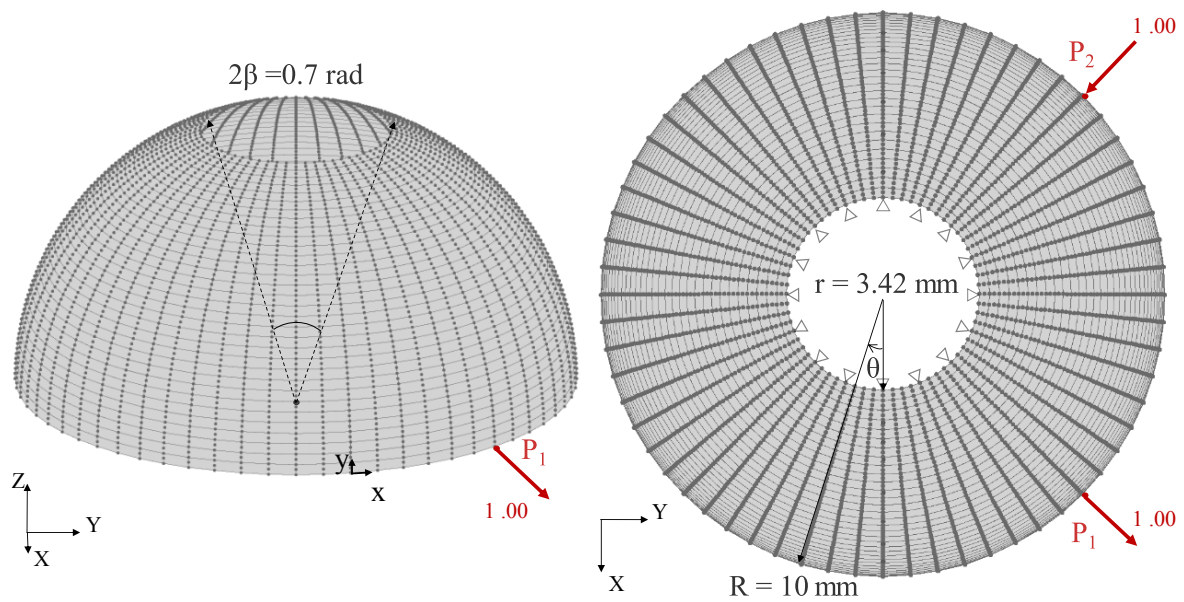 2β =0.7 rad
P1
1 .00
y
x
Z
Y
X
1 .00
P2
r = 3.42 mm
θ
1 .00
P1
Y
X
R = 10 mm